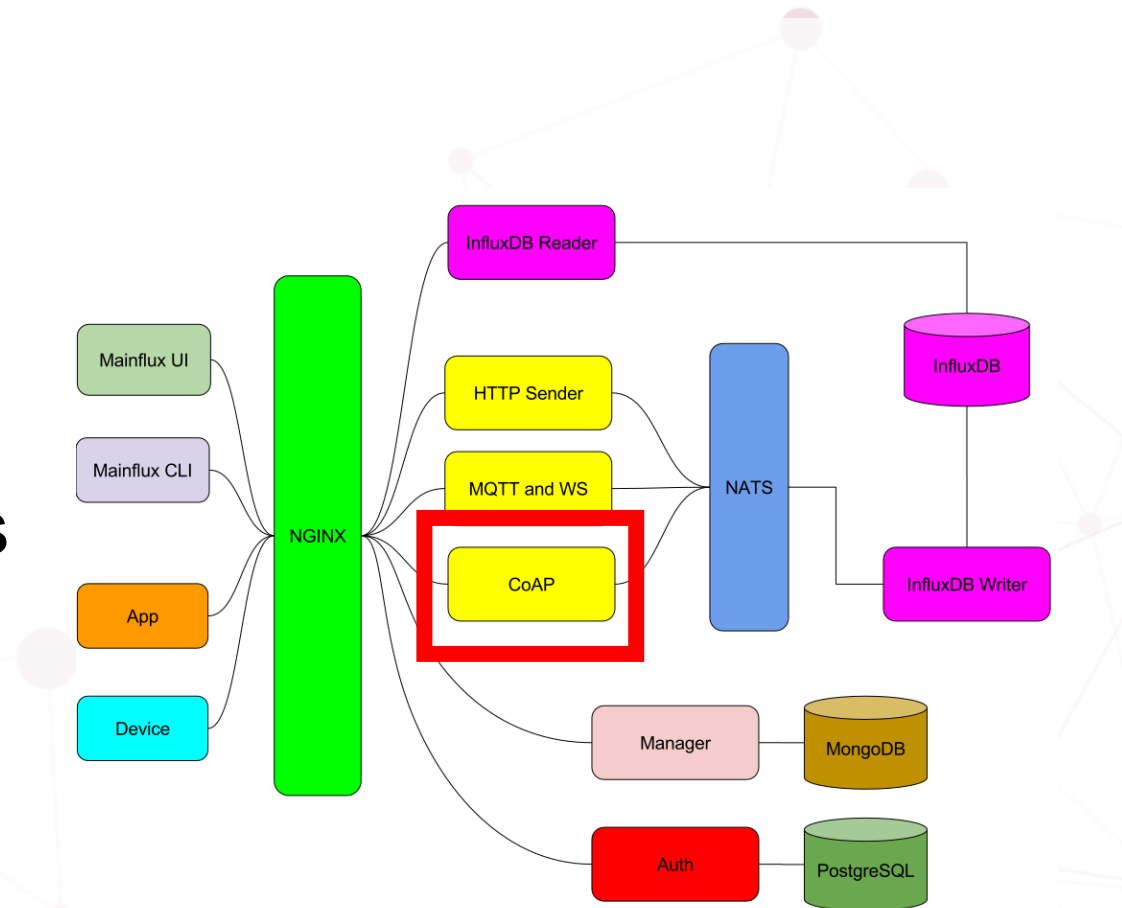 InfluxDB Reader
Mainflux UI
InfluxDB
HTTP Sender
Mainflux CLI
MQTT and WS
NATS
s
NGINX
CoAP
InfluxDB Writer
App
Device
Manager
MongoDB
Auth
PostgreSQL